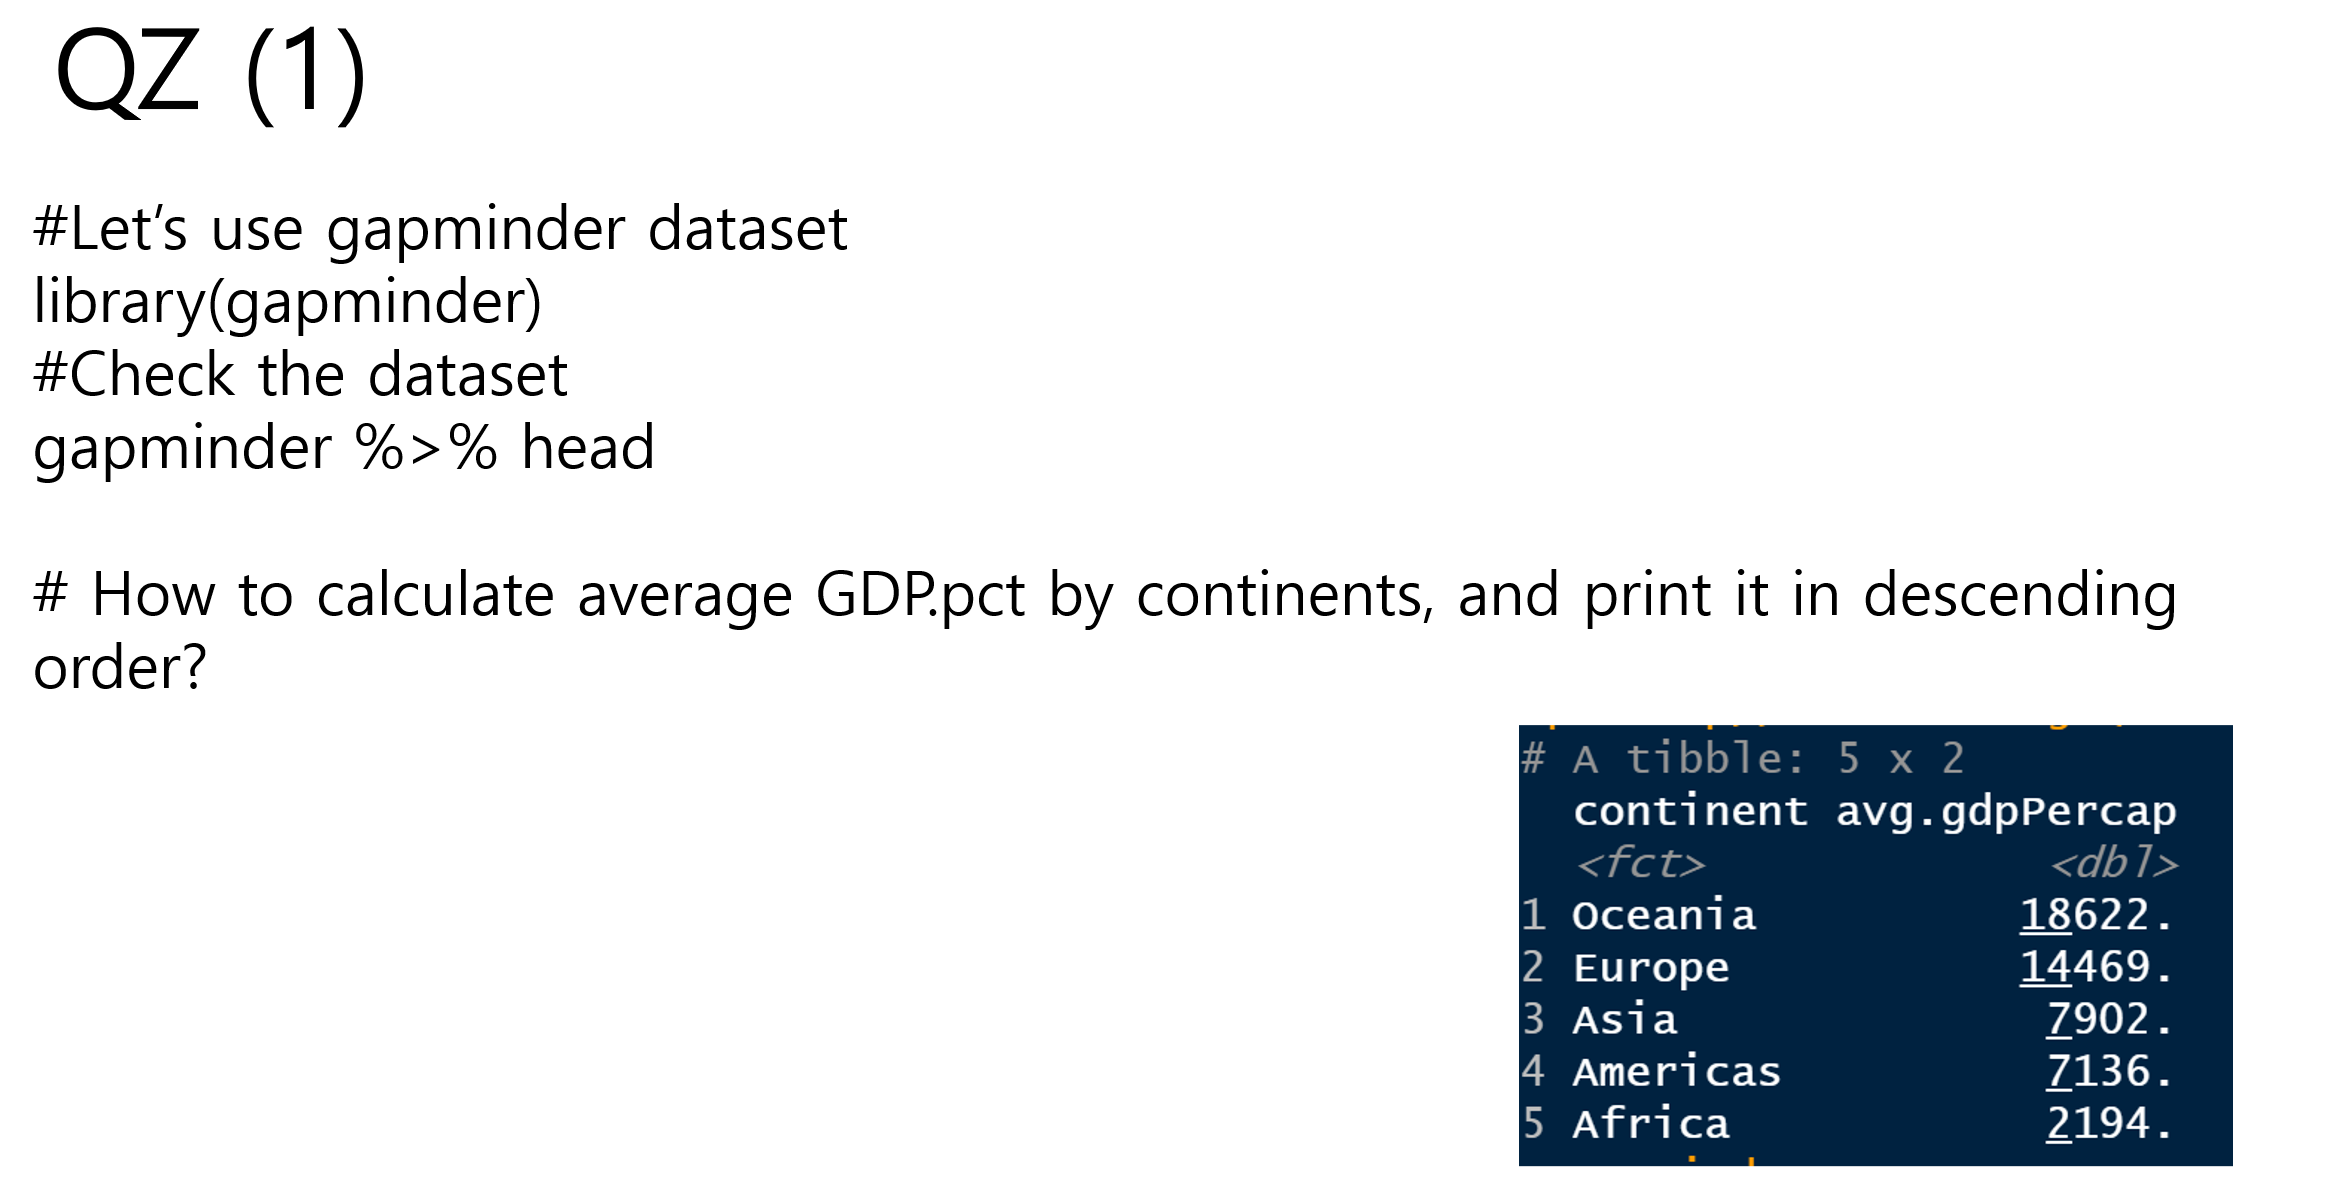 QZ (1)
#Let‘s use gapminder dataset
library(gapminder)
#Check the dataset
gapminder %>% head
# How to calculate average GDP.pct by continents, and print it in descending
order?
# A tibble: 5 x 2
continent avg.gdpPercap
<fct> <dbl>
1 Oceania 18622.
2 Europe 14469.
3 Asia 7902.
4 Americas 7136.
5 Africa 2194.